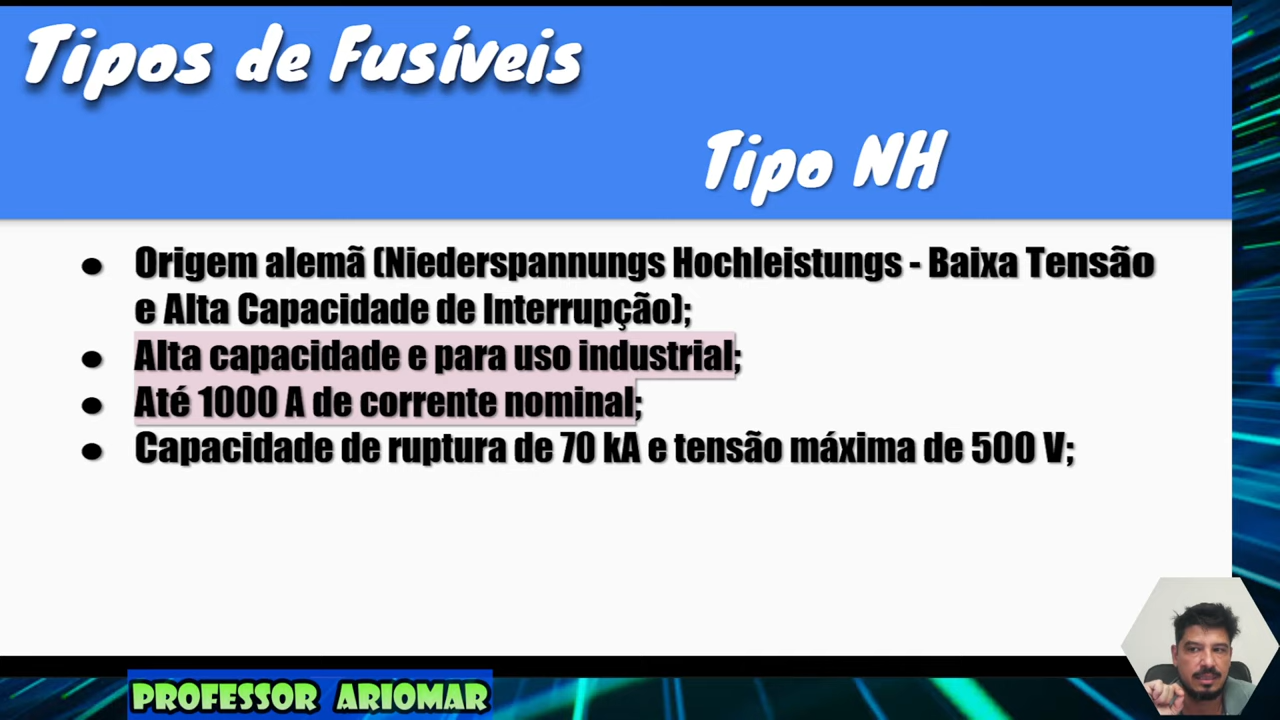 Tipos de Fusíveis
Tipo NH
● Origem alemã (Niederspannungs Hochleistungs - Baixa Tensão
e Alta Capacidade de Interrupção);
● Alta capacidade e para uso industrial;
● Até 1000 A de corrente nominal;
● Capacidade de ruptura de 70 kA e tensão máxima de 500 V;
PROFESSOR ARIOMAR